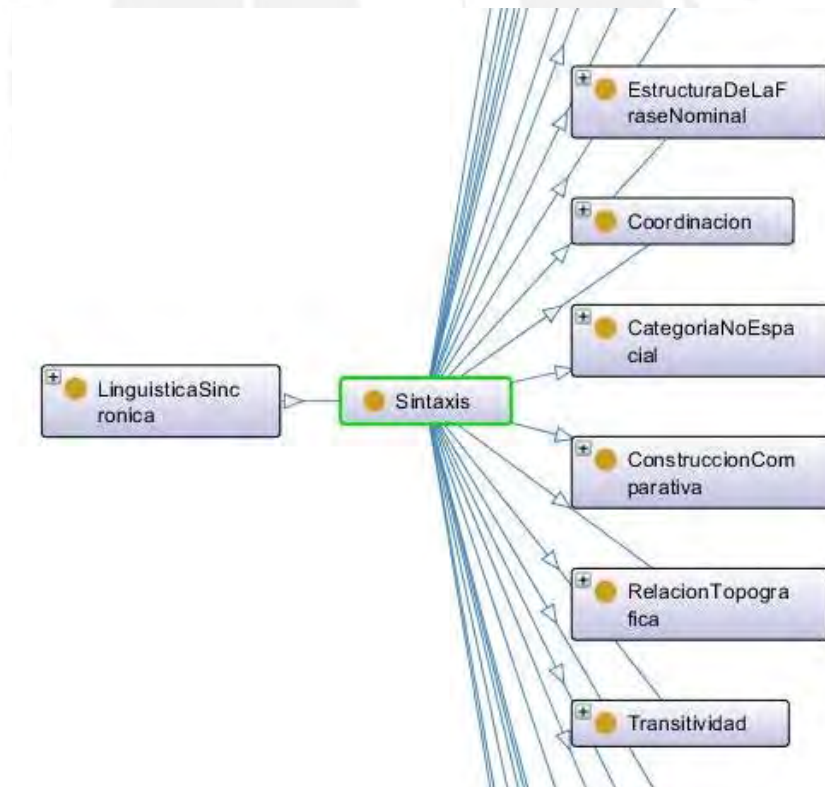 EstructuraDeLaF
raseNominal
Coordinacion
CategoriaNoEspa
cial
LinguisticaSinc
ronica
Sintaxis
ConstruccionCom
parativa
RelacionTopogra
fica
Transitividad